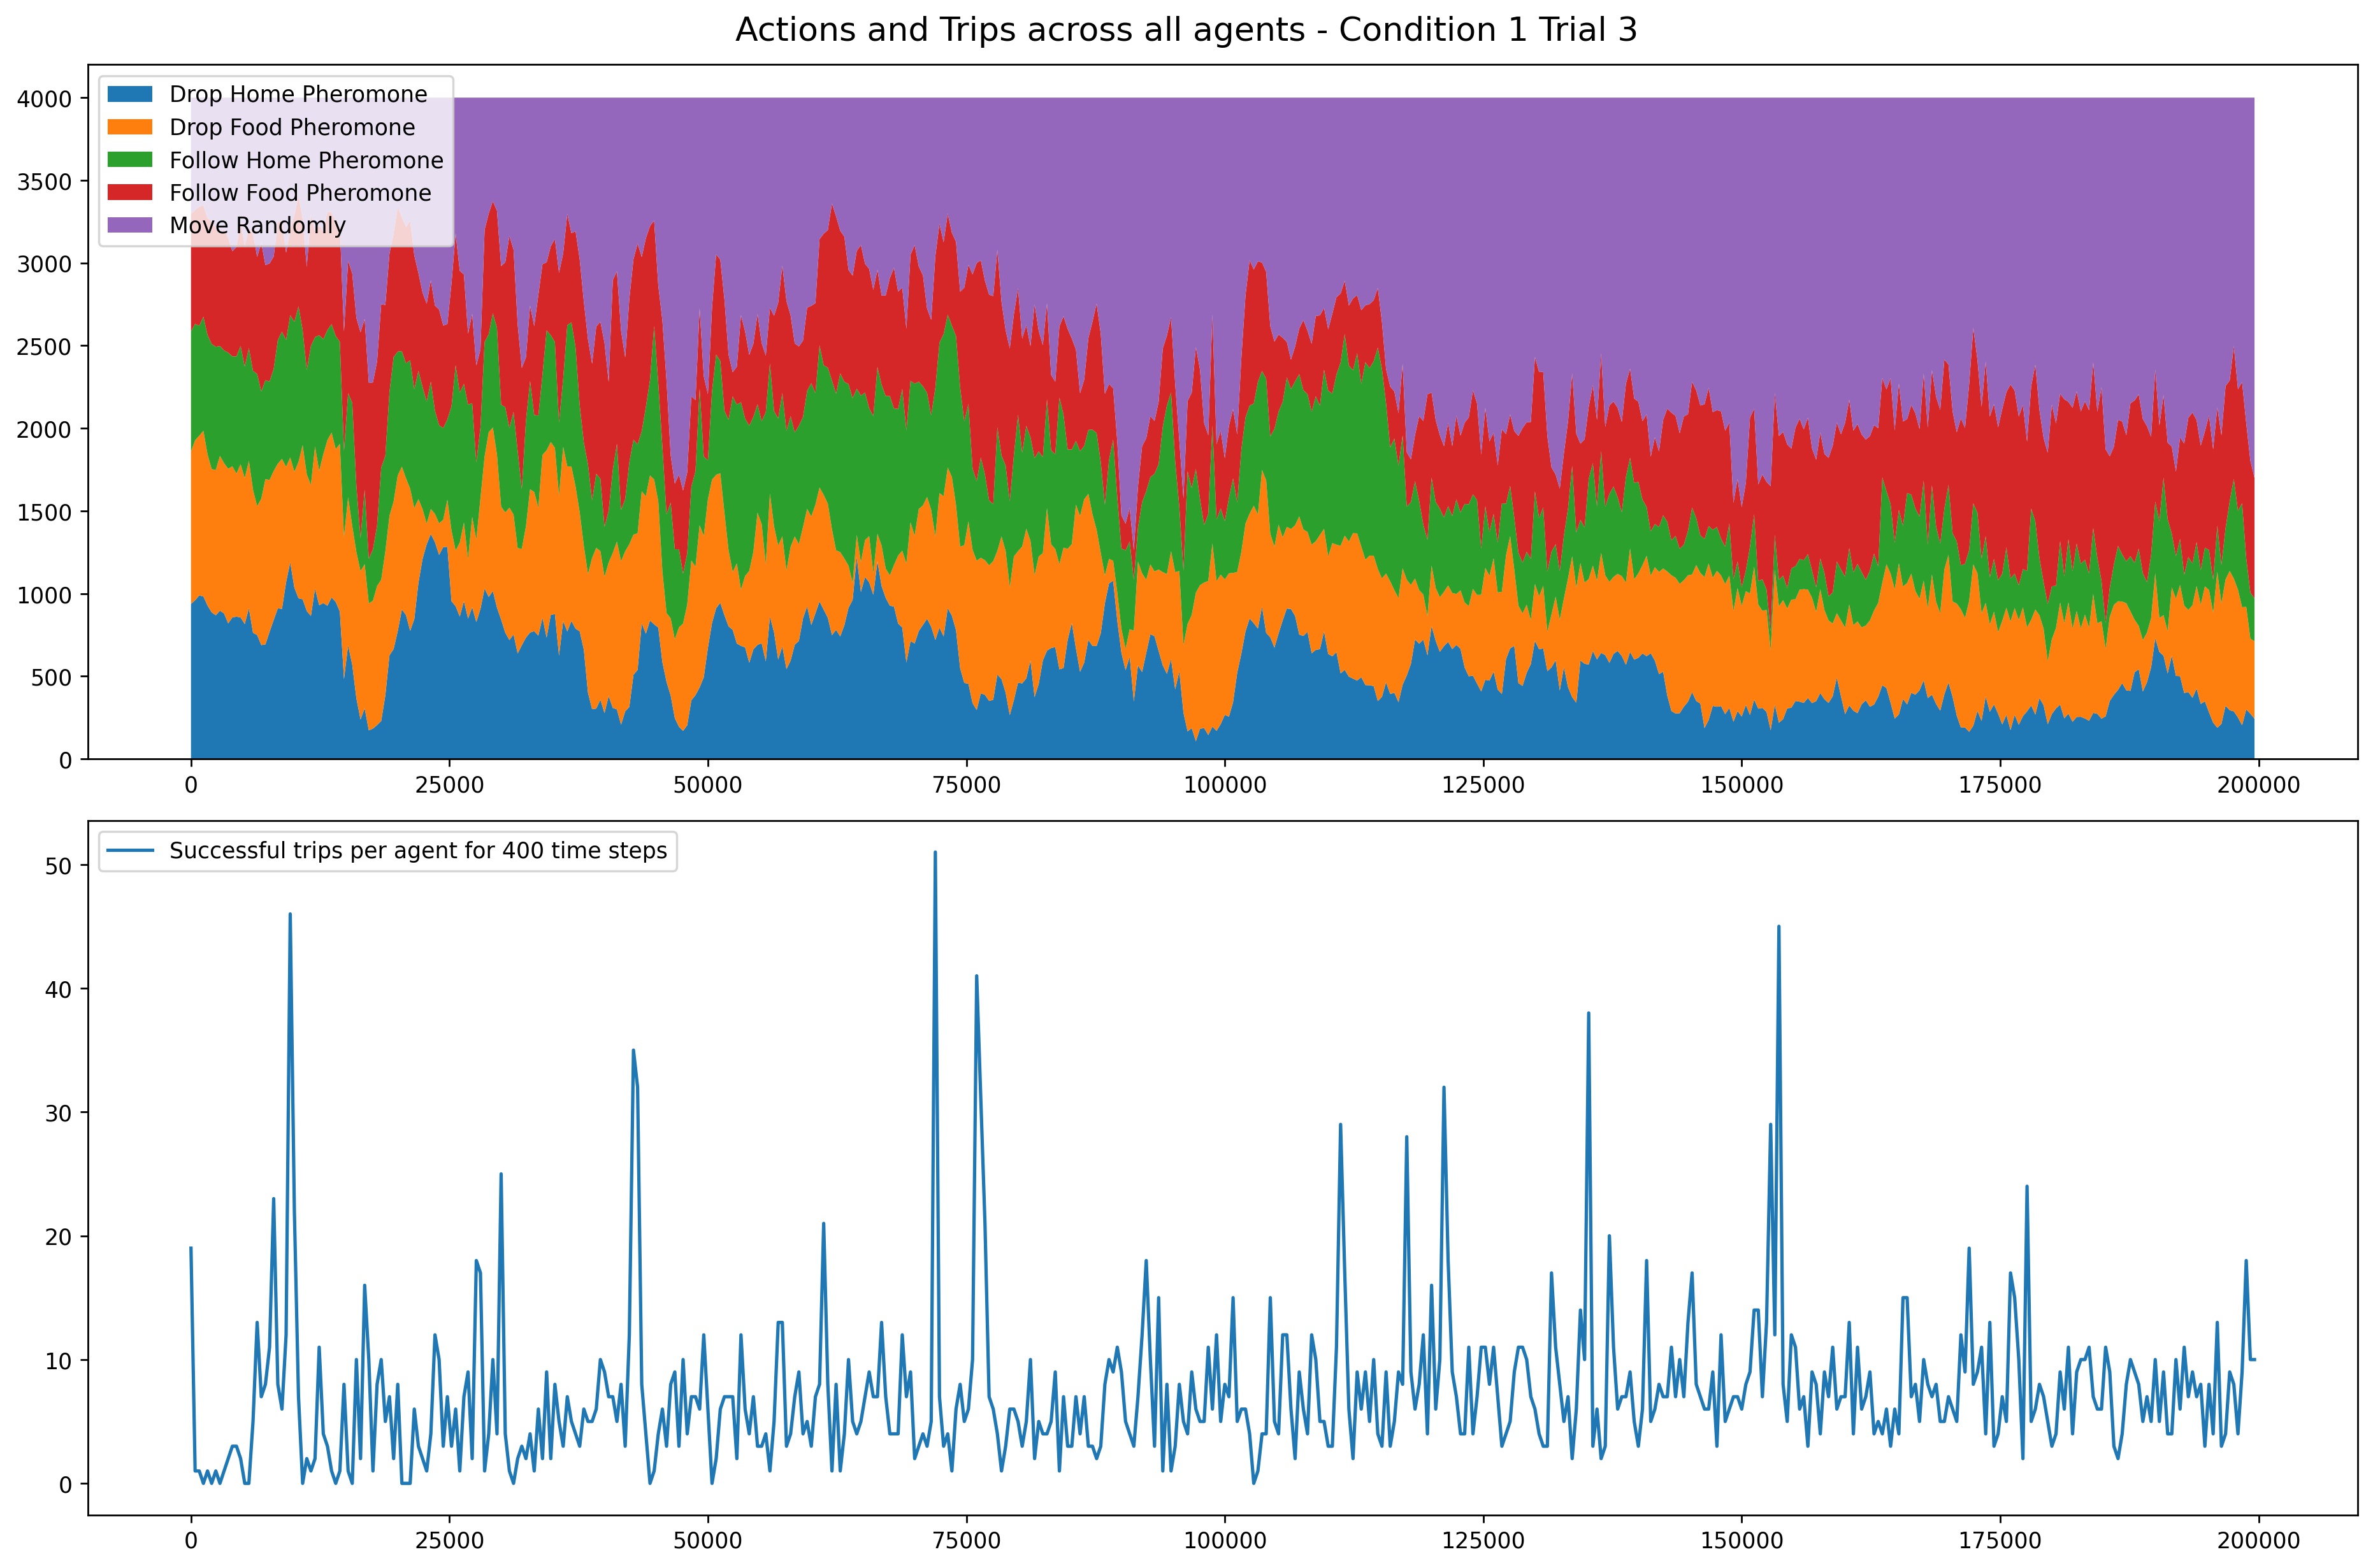 Actions and Trips across all agents - Condition 1 Trial 3
4000
3500
3000
2500
2000
1500
1000
500
0
Drop Home Pheromone
Drop Food Pheromone
Follow Home Pheromone
Follow Food Pheromone
Move Randomly
0 25000 50000 75000 100000 125000 150000 175000 200000
50
40
30
20
10
0
Successful trips per agent for 400 time steps
0 25000 50000 75000 100000 125000 150000 175000 200000